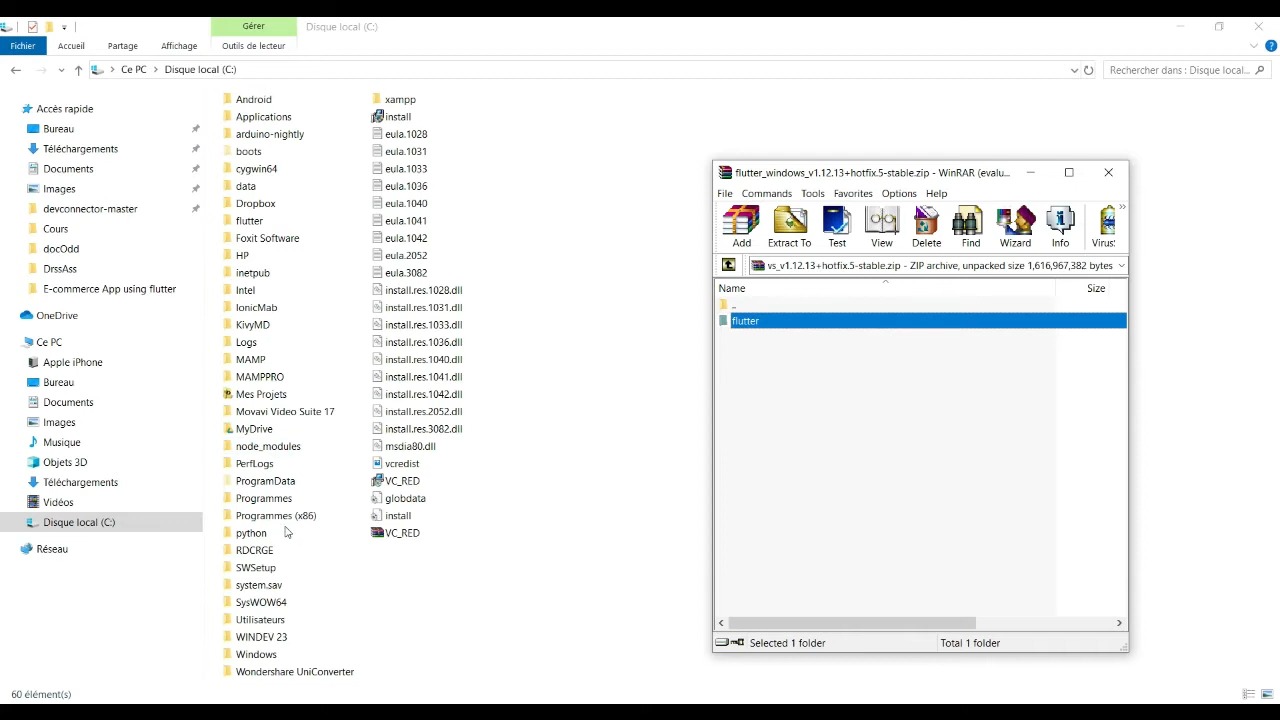 Gérer
Disque local (C:)
Fichier
Accueil
Partage
Affichage
Outils de lecteur
Ce PC
Disque local (C:)
Rechercher dans : Disque local...
Accès rapide
Bureau
Téléchargements
Documents
Images
devconnector-master
Cours
docOdd
DrssAss
E-commerce App using flutter
OneDrive
Ce PC
Apple iPhone
Bureau
Documents
Images
Musique
Objets 3D
Téléchargements
Vidéos
Disque local (C:)
Réseau
Android
Applications
arduino-nightly
boots
cygwin64
data
Dropbox
flutter
Foxit Software
HP
inetpub
Intel
IonicMab
KivyMD
Logs
MAMP
MAMPPRO
Mes Projets
Movavi Video Suite 17
MyDrive
node_modules
PerfLogs
ProgramData
Programmes
Programmes (x86)
python
RDCRGE
SWSetup
system.sav
SysWOW64
Utilisateurs
WINDEV 23
Windows
Wondershare UniConverter
xampp
install
eula.1028
eula.1031
eula.1033
eula.1036
eula.1040
eula.1041
eula.1042
eula.2052
eula.3082
install.res.1028.dll
install.res.1031.dll
install.res.1033.dll
install.res.1036.dll
install.res.1040.dll
install.res.1041.dll
install.res.1042.dll
install.res.2052.dll
install.res.3082.dll
msdia80.dll
vcredist
VC_RED
globdata
install
VC_RED
flutter_windows_v1.12.13+hotfix.5-stable.zip - WinRAR (evalu...
File Commands Tools Favorites Options Help
Add
Extract To
Test
View
Delete
Find
Wizard
Info
Virus
vs_v1.12.13+hotfix.5-stable.zip - ZIP archive, unpacked size 1,616,967,382 bytes
Name
Size
..
flutter
Selected 1 folder
Total 1 folder
60 élément(s)